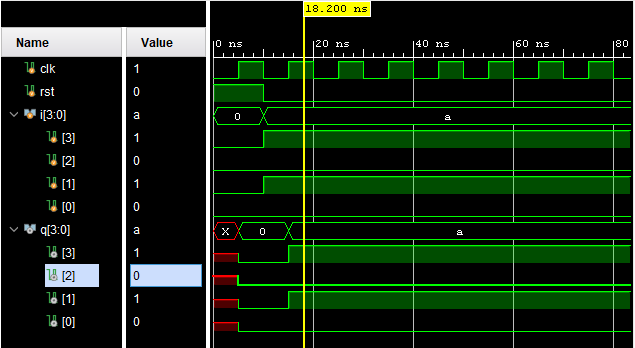 18.200 ns
Name Value
0 ns 20 ns 40 ns 60 ns 80
clk 1
rst 0
i[3:0] a 0 a
[3] 1
[2] 0
[1] 1
[0] 0
q[3:0] a X 0 a
[3] 1
[2] 0
[1] 1
[0] 0